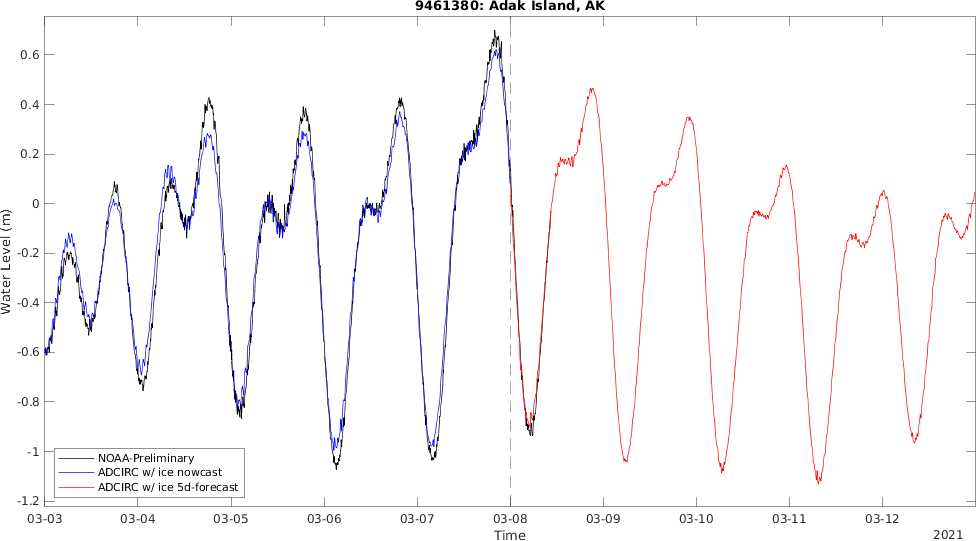 9461380: Adak Island, AK
Water Level (m)
0.6
0.4
0.2
0
-0.2
-0.4
-0.6
-0.8
-1
-1.2
NOAA-Preliminary
ADCIRC w/ ice nowcast
ADCIRC w/ ice 5d-forecast
03-03 03-04 03-05 03-06 03-07 03-08 03-09 03-10 03-11 03-12
Time
2021